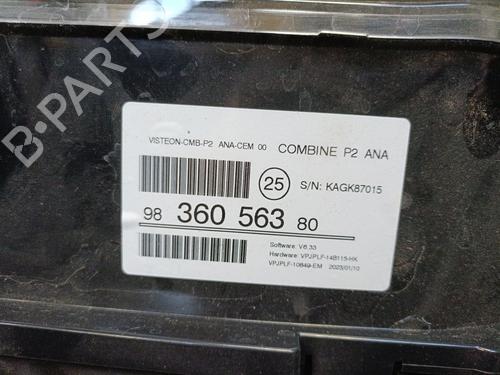 B-PARTS
VISTEON-CMB-P2 ANA-CEM 00 COMBINE P2 ANA
25 S/N: KAGK87015
98 360 563 80
Software: V6.33
Hardware: VPJPLF-14B115-HK
VPJPLF-10849-EM 2023/01/10